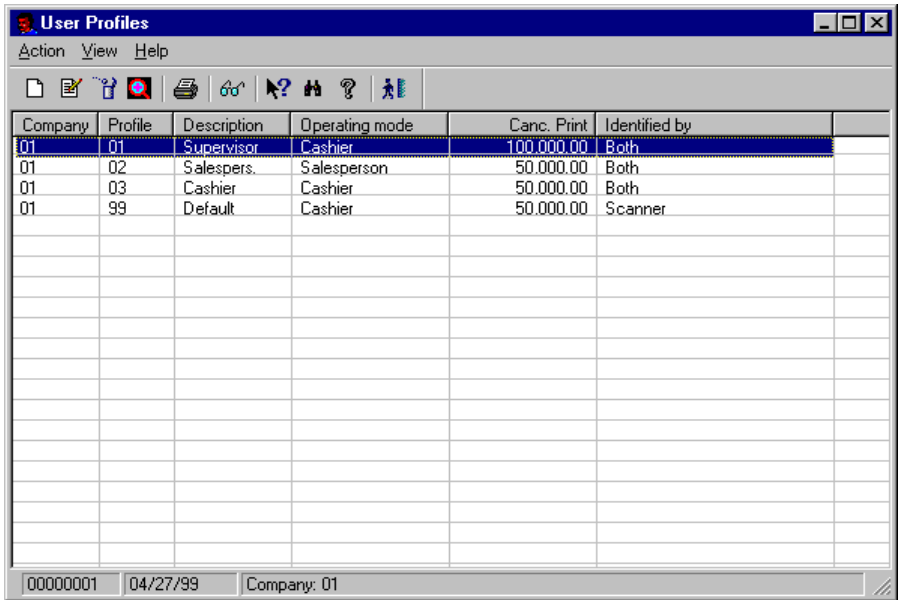 User Profiles
Action View Help
Company Profile Description Operating mode Canc. Print Identified by
01 01 Supervisor Cashier 100.000.00 Both
01 02 Salespers. Salesperson 50.000.00 Both
01 03 Cashier Cashier 50.000.00 Both
01 99 Default Cashier 50.000.00 Scanner
00000001 04/27/99 Company: 01